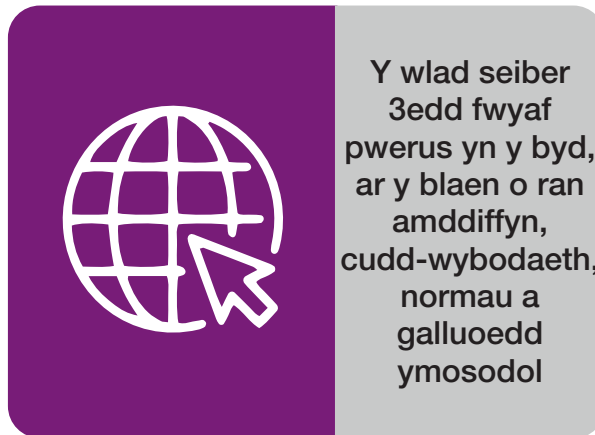 Y wlad seiber
3edd fwyaf
pwerus yn y byd,
ar y blaen o ran
amddiffyn,
cudd-wybodaeth,
normau a
galluoedd
ymosodol